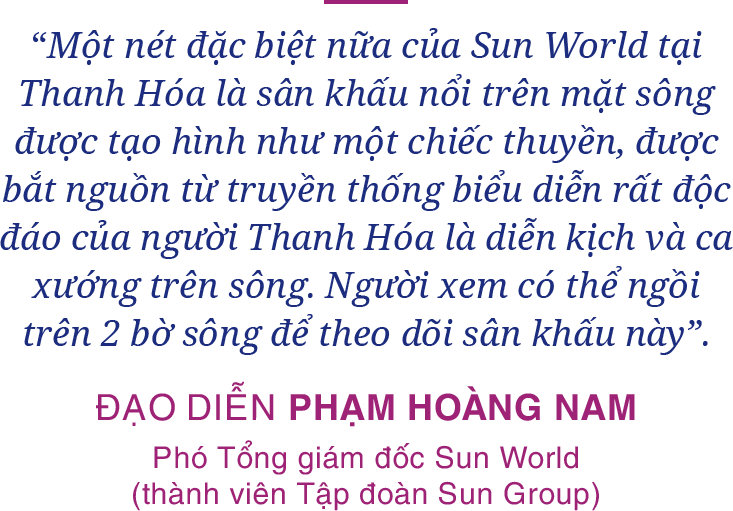 “Một nét đặc biệt nữa của Sun World tại
Thanh Hóa là sân khấu nổi trên mặt sông
được tạo hình như một chiếc thuyền, được
bắt nguồn từ truyền thống biểu diễn rất độc
đáo của người Thanh Hóa là diễn kịch và ca
xướng trên sông. Người xem có thể ngồi
trên 2 bờ sông để theo dõi sân khấu này”.
ĐẠO DIỄN PHẠM HOÀNG NAM
Phó Tổng giám đốc Sun World
(thành viên Tập đoàn Sun Group)